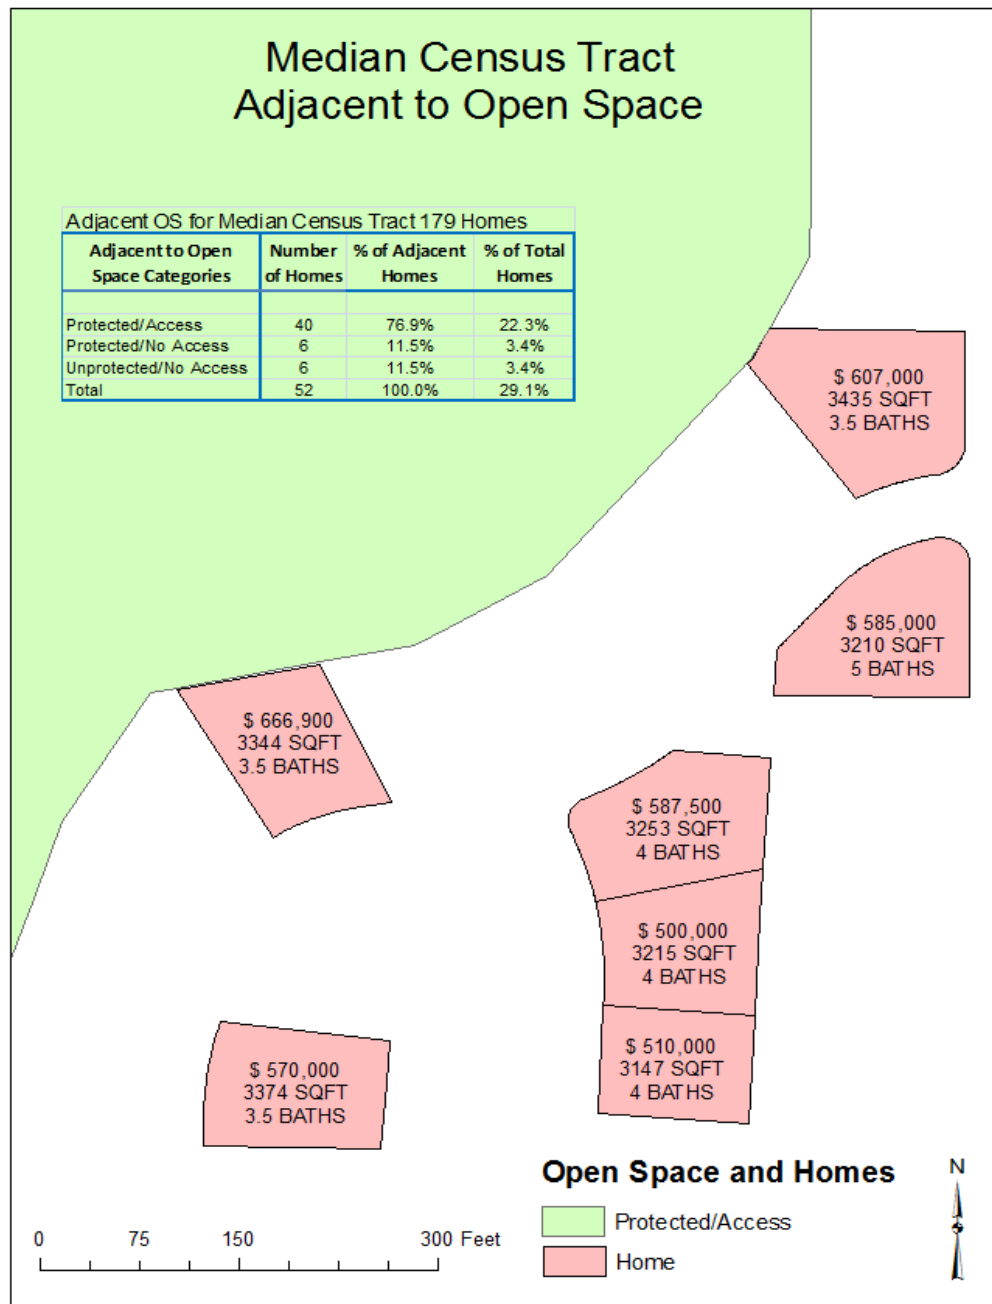 Median Census Tract
Adjacent to Open Space
Adjacent OS for Median Census Tract 179 Homes
Adjacent to Open Space Categories Number of Homes % of Adjacent Homes % of Total Homes
Protected/Access 40 76.9% 22.3%
Protected/No Access 6 11.5% 3.4%
Unprotected/No Access 6 11.5% 3.4%
Total 52 100.0% 29.1%
$ 607,000
3435 SQFT
3.5 BATHS
$ 585,000
3210 SQFT
5 BATHS
$ 666,900
3344 SQFT
3.5 BATHS
$ 587,500
3253 SQFT
4 BATHS
$ 500,000
3215 SQFT
4 BATHS
$ 510,000
3147 SQFT
4 BATHS
$ 570,000
3374 SQFT
3.5 BATHS
Open Space and Homes
N
Protected/Access
Home
0 75 150 300 Feet